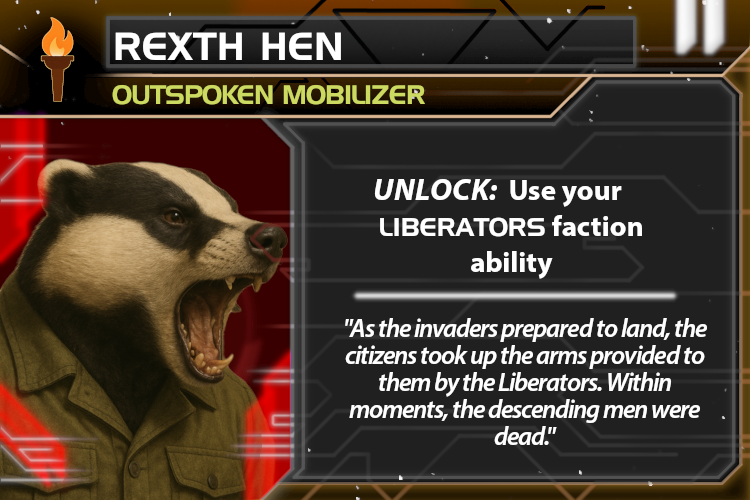 REXTH HEN
OUTSPOKEN MOBILIZER
UNLOCK: Use your
LIBERATORS faction
ability
"As the invaders prepared to land, the
citizens took up the arms provided to
them by the Liberators. Within
moments, the descending men were
dead."